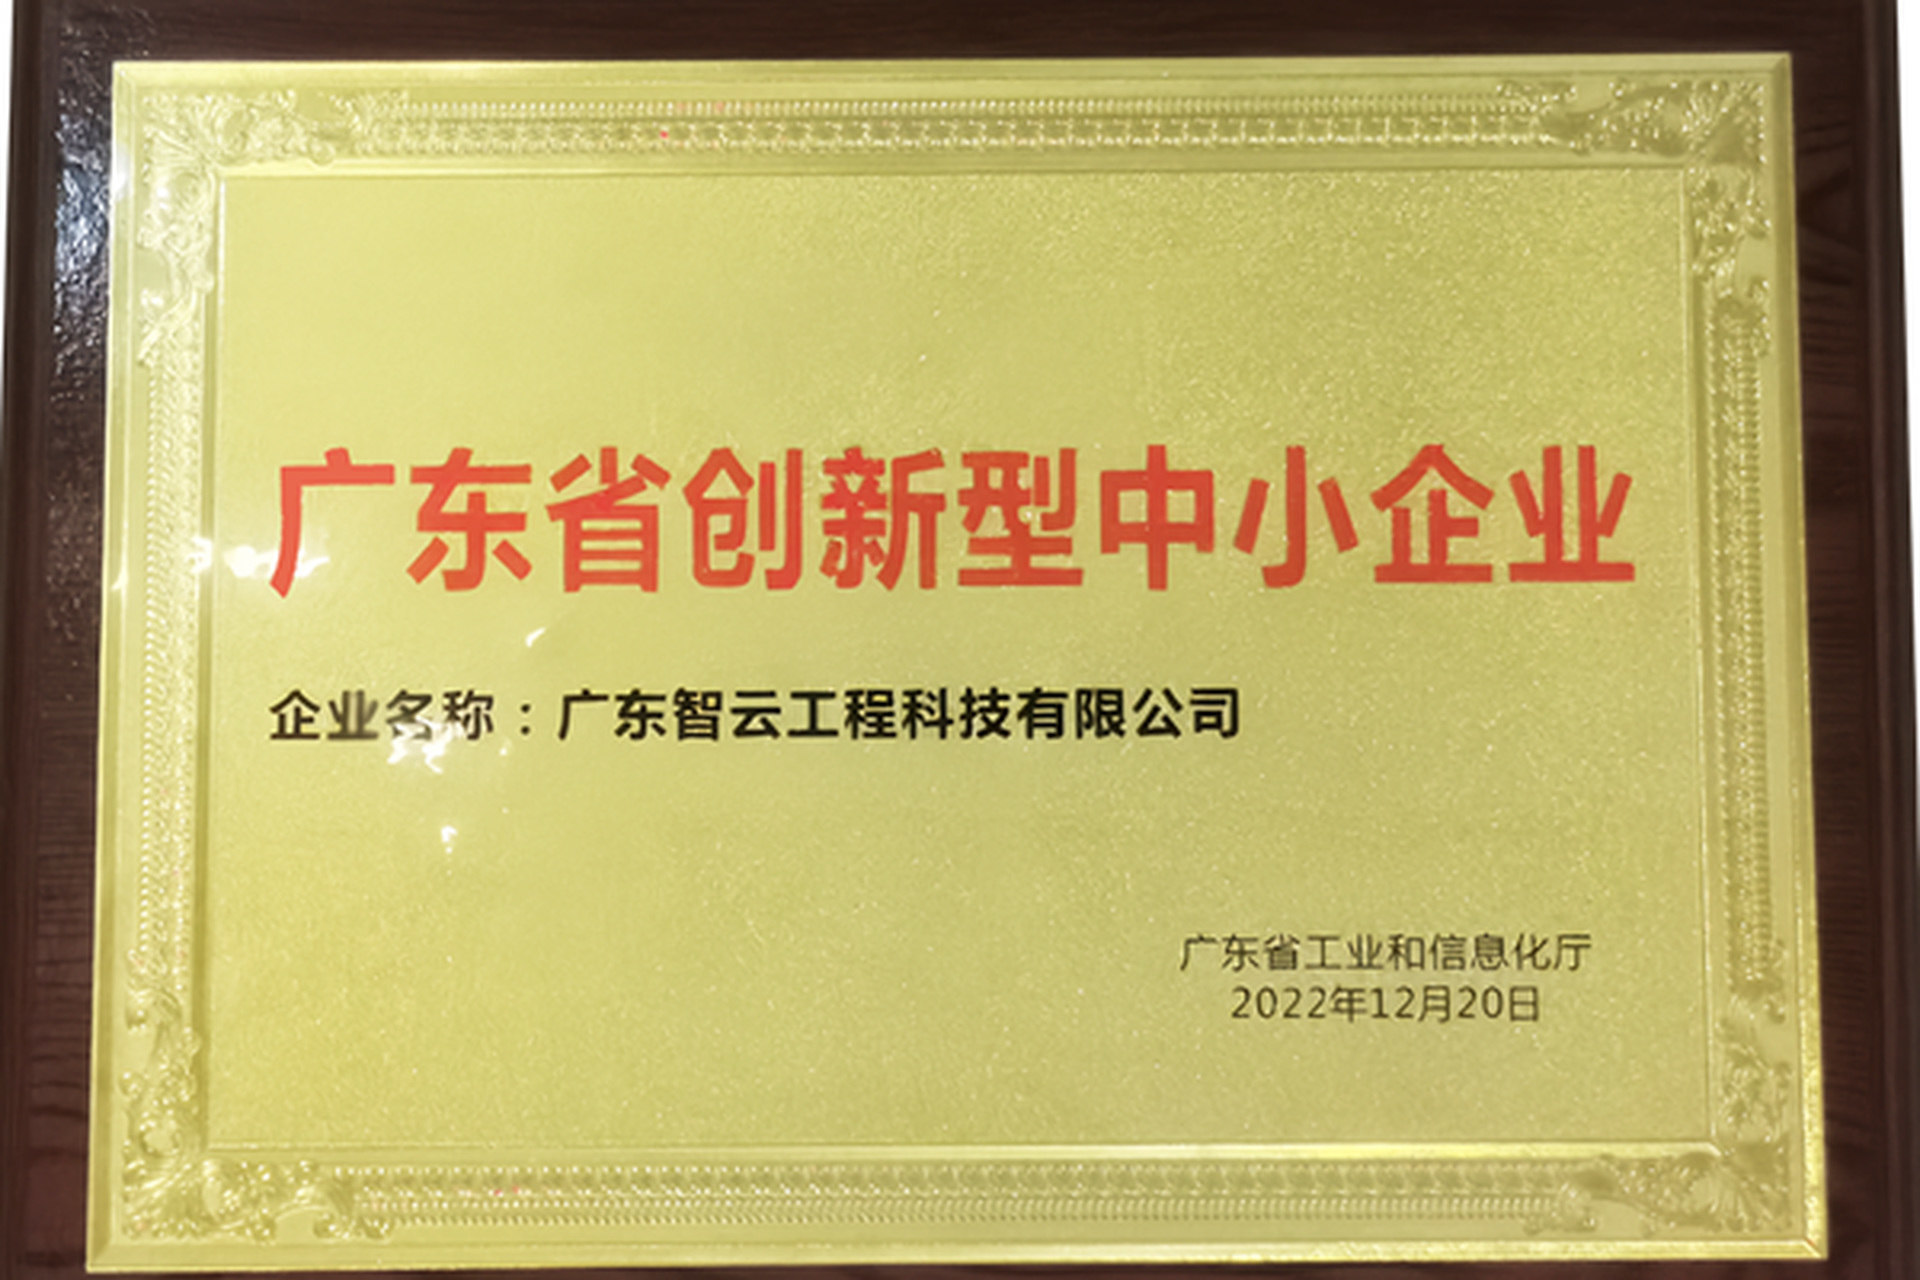 广东省创新型中小企业
企业名称：广东智云工程科技有限公司
广东省工业和信息化厅
2022年12月20日